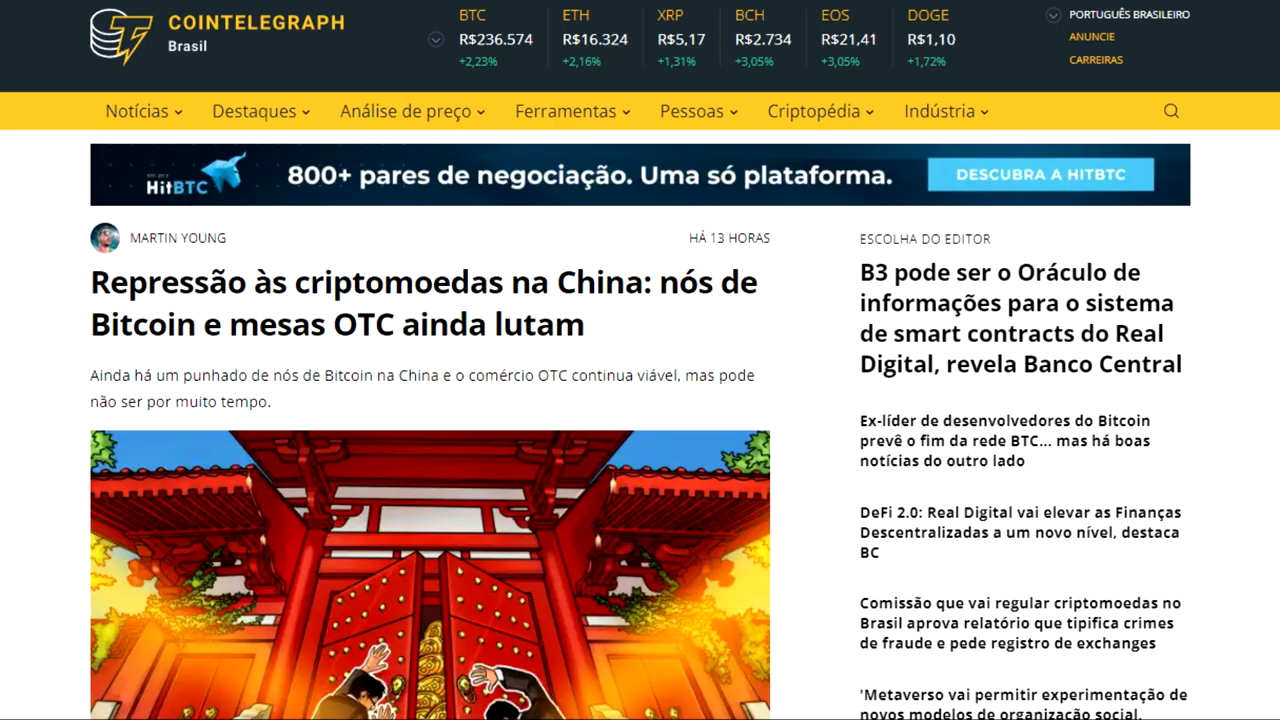 COINTELEGRAPH
Brasil
BTC
R$236.574
+2,23%
ETH
R$16.324
+2,16%
XRP
R$5,17
+1,31%
BCH
R$2.734
+3,05%
EOS
R$21,41
+3,05%
DOGE
R$1,10
+1,72%
PORTUGUÊS BRASILEIRO
ANUNCIE
CARREIRAS
Notícias
Destaques
Análise de preço
Ferramentas
Pessoas
Criptopédia
Indústria
HitBTC
800+ pares de negociação. Uma só plataforma.
DESCUBRA A HITBTC
MARTIN YOUNG
HÁ 13 HORAS
Repressão às criptomoedas na China: nós de
Bitcoin e mesas OTC ainda lutam
Ainda há um punhado de nós de Bitcoin na China e o comércio OTC continua viável, mas pode
não ser por muito tempo.
ESCOLHA DO EDITOR
B3 pode ser o Oráculo de
informações para o sistema
de smart contracts do Real
Digital, revela Banco Central
Ex-líder de desenvolvedores do Bitcoin
prevê o fim da rede BTC... mas há boas
notícias do outro lado
DeFi 2.0: Real Digital vai elevar as Finanças
Descentralizadas a um novo nível, destaca
BC
Comissão que vai regular criptomoedas no
Brasil aprova relatório que tipifica crimes
de fraude e pede registro de exchanges
'Metaverso vai permitir experimentação de
novos modelos de organização social,